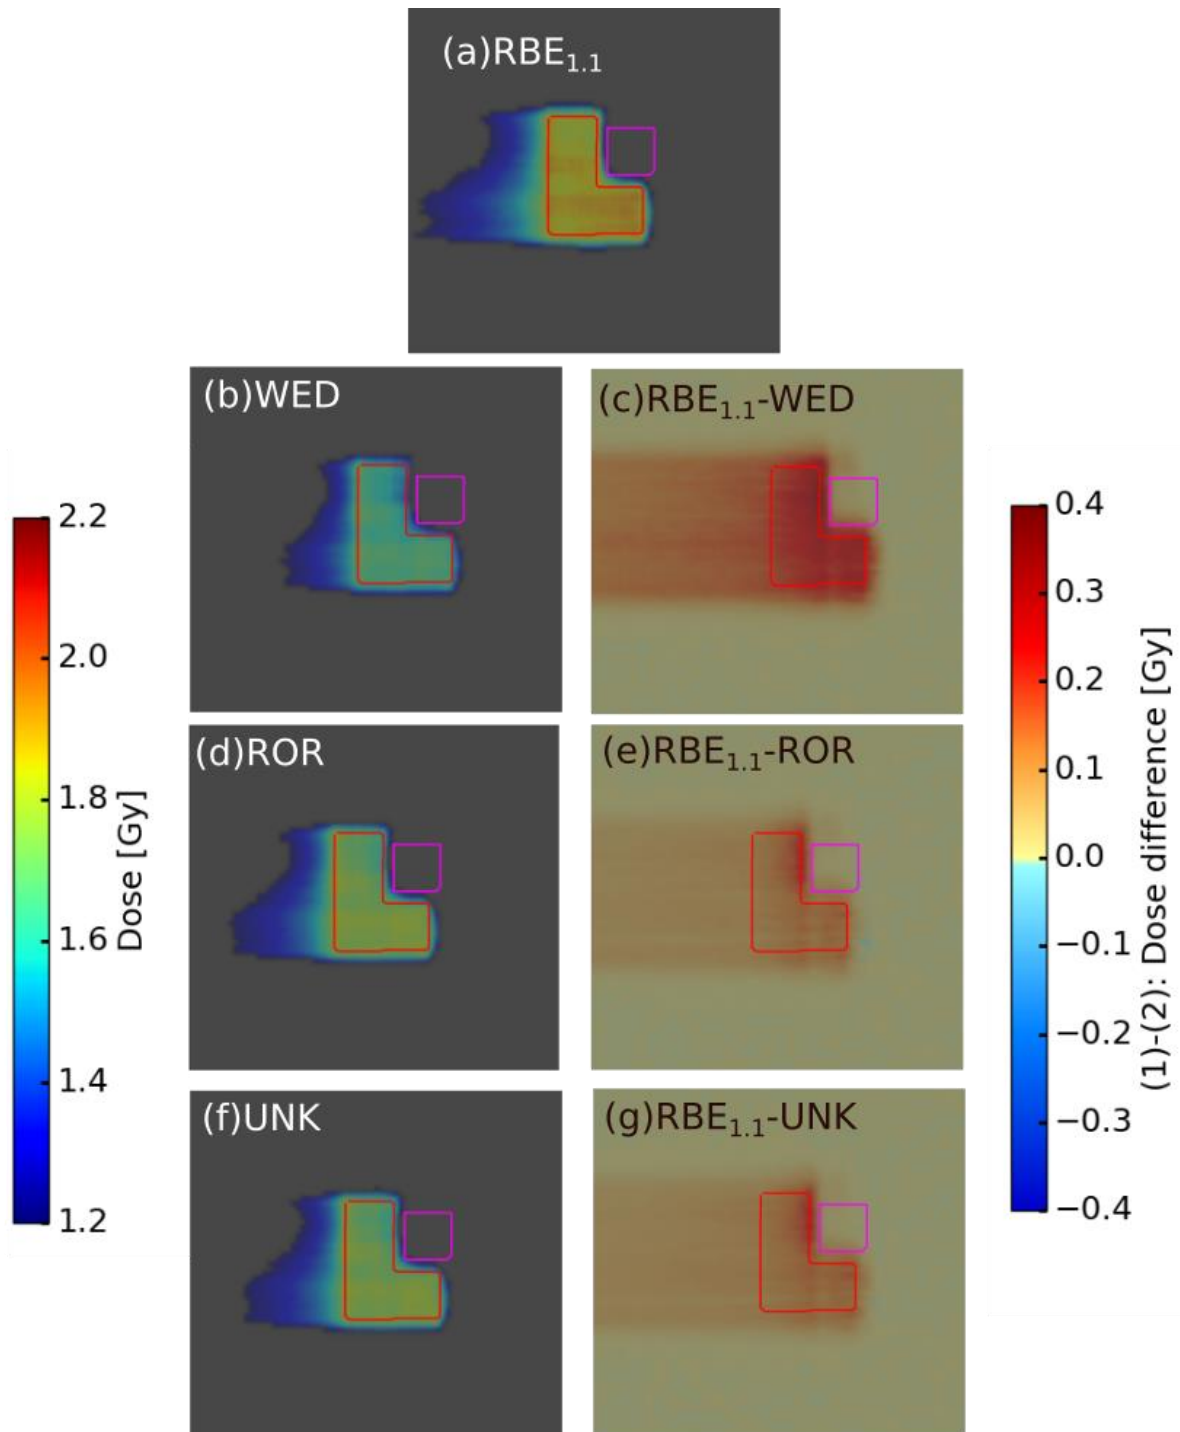 (a)RBE1.1
(b)WED
(c)RBE1.1-WED
2.2
2.0
1.8
1.6
1.4
1.2
Dose [Gy]
0.4
0.3
0.2
0.1
0.0
−0.1
−0.2
−0.3
−0.4
(1)-(2): Dose difference [Gy]
(d)ROR
(e)RBE1.1-ROR
(f)UNK
(g)RBE1.1-UNK